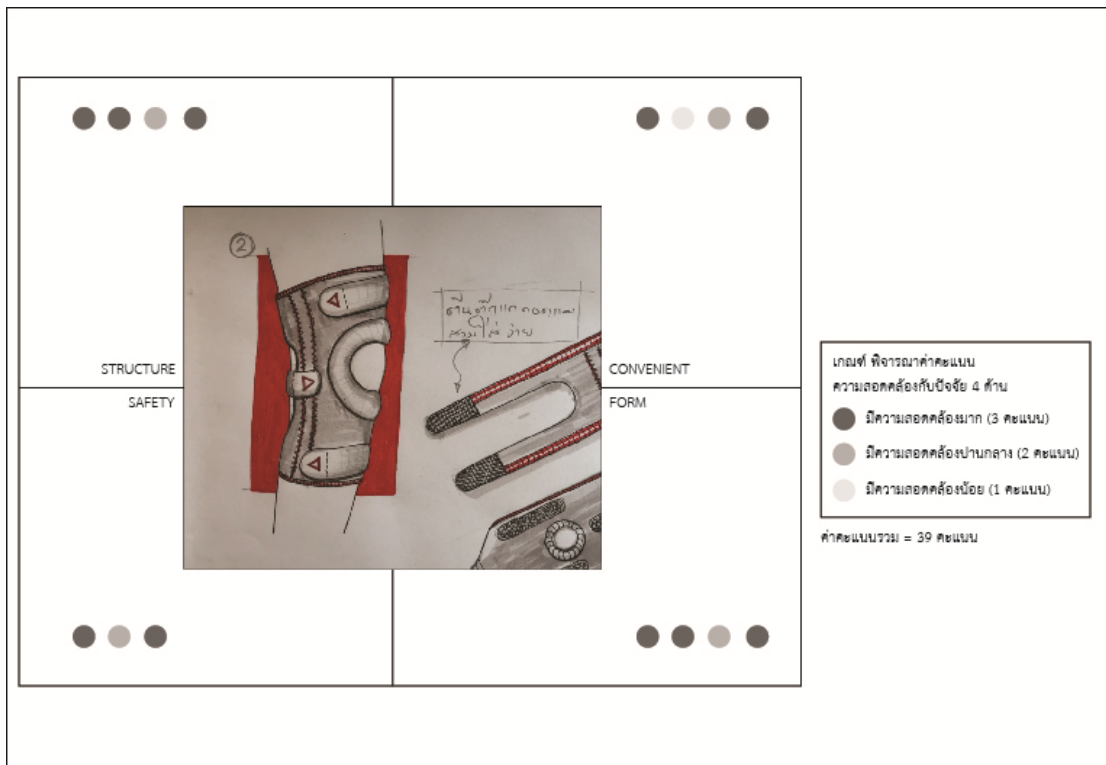 ②
STRUCTURE
SAFETY
CONVENIENT
FORM
เกณฑ์ พิจารณาค่าคะแนน
ความสอดคล้องกับปัจจัย 4 ด้าน
มีความสอดคล้องมาก (3 คะแนน)
มีความสอดคล้องปานกลาง (2 คะแนน)
มีความสอดคล้องน้อย (1 คะแนน)
ค่าคะแนนรวม = 39 คะแนน